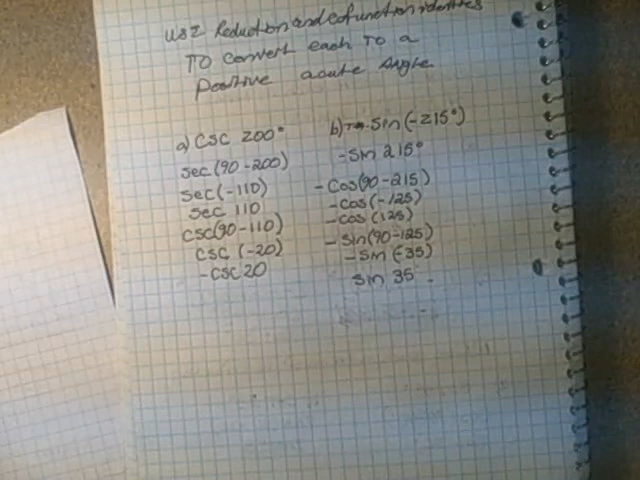 use Reduction and cofunction identities
TO convert each TO a
Positive acute Angle
a) CSC 200°
sec(90-200)
sec(-110)
sec 110
csc(90-110)
csc (-20)
-csc 20
b) sin(-215°)
-sin 215°
-cos(90-215)
-cos(-125)
-cos(125)
-sin(90-125)
-sin(-35)
sin 35